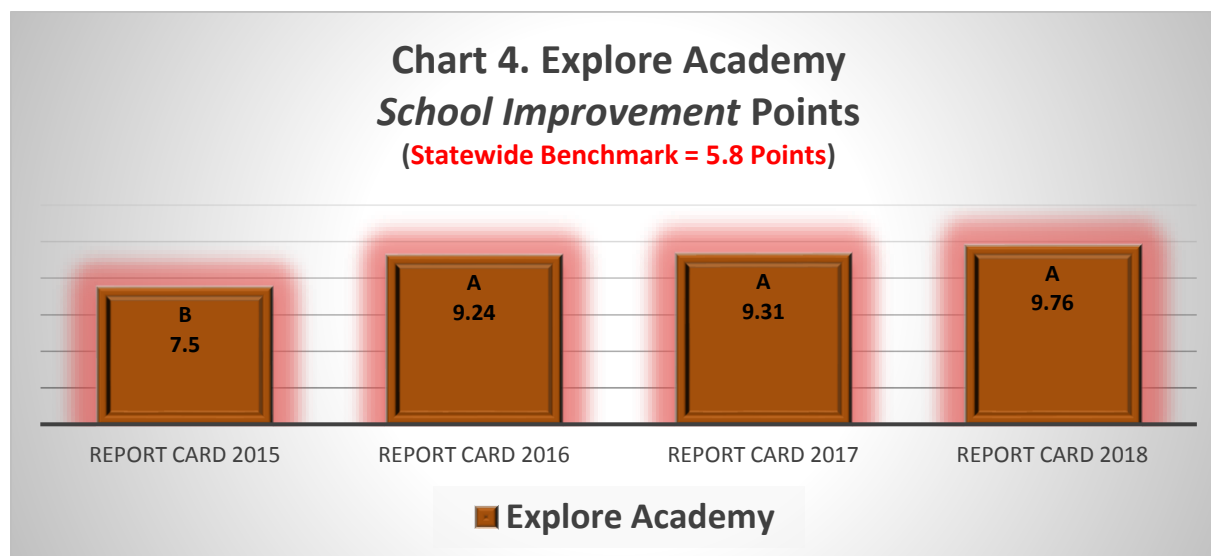 Chart 4. Explore Academy
School Improvement Points
(Statewide Benchmark = 5.8 Points)
B
7.5
A
9.24
A
9.31
A
9.76
REPORT CARD 2015
REPORT CARD 2016
REPORT CARD 2017
REPORT CARD 2018
Explore Academy